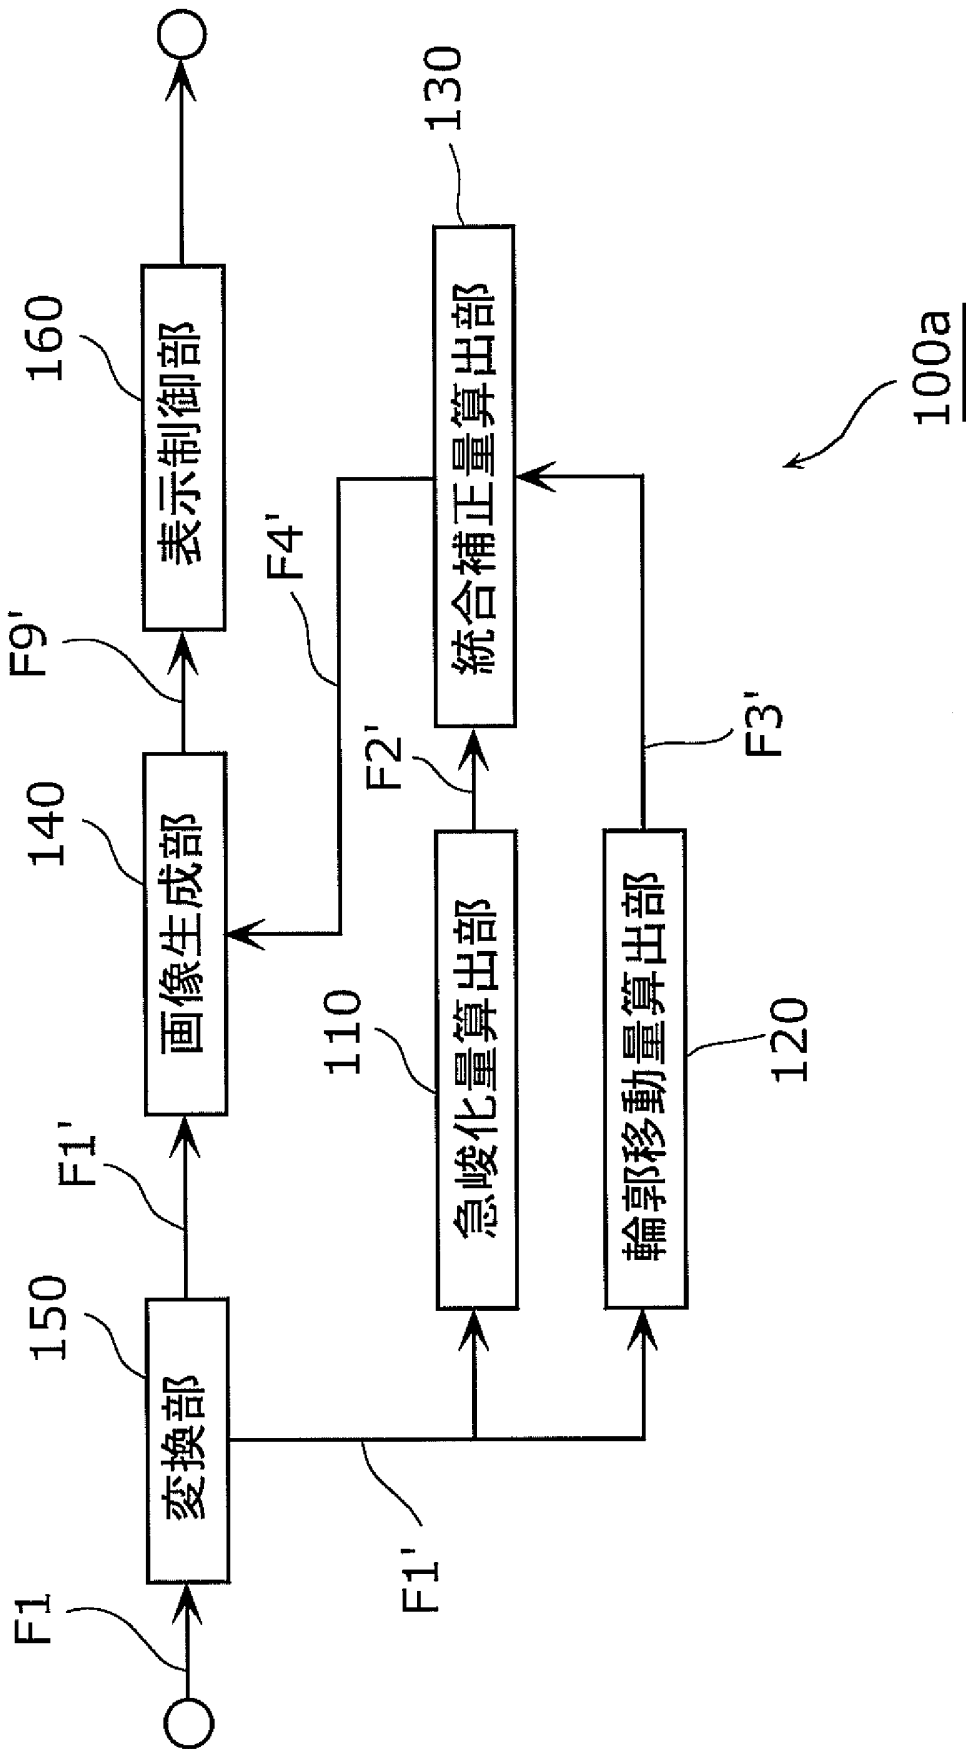 F1
変換部
150
F1'
画像生成部
140
F9'
表示制御部
160
F1'
急峻化量算出部
110
F2'
F4'
統合補正量算出部
130
輪郭移動量算出部
120
F3'
100a